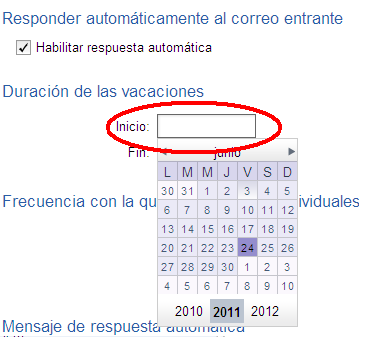 Responder automáticamente al correo entrante
Habilitar respuesta automática
Duración de las vacaciones
Inicio:
Fin:
junio
L M M J V S D
30 31 1 2 3 4 5
6 7 8 9 10 11 12
13 14 15 16 17 18 19
20 21 22 23 24 25 26
27 28 29 30 1 2 3
4 5 6 7 8 9 10
2010 2011 2012
Frecuencia con la qu ividuales
Mensaje de respuesta automática